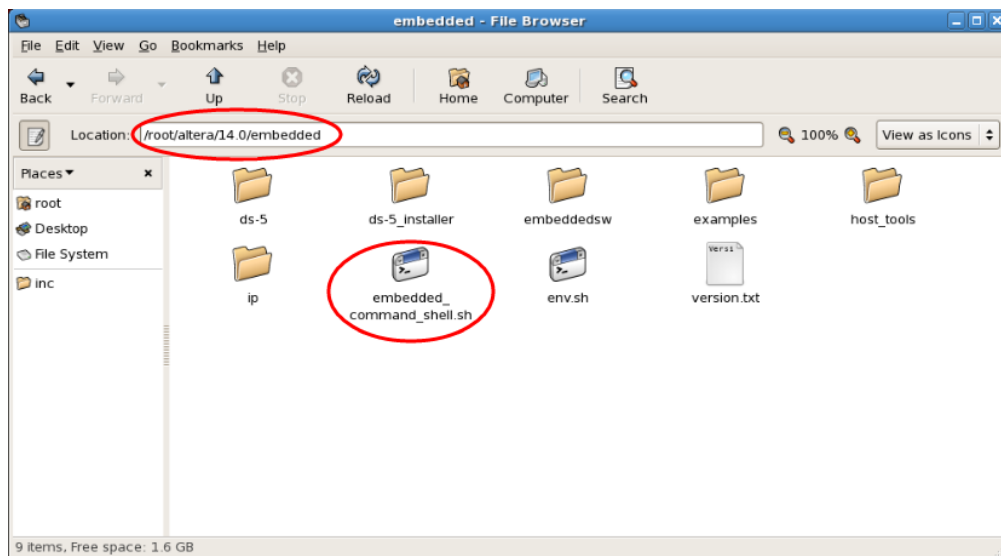 embedded - File Browser
File Edit View Go Bookmarks Help
Back Forward Up Stop Reload Home Computer Search
Location: /root/altera/14.0/embedded 100% View as Icons
Places
root
Desktop
File System
inc
ds-5 ds-5_installer embeddedsw examples host_tools
Versi
ip embedded_ env.sh version.txt
command_shell.sh
9 items, Free space: 1.6 GB